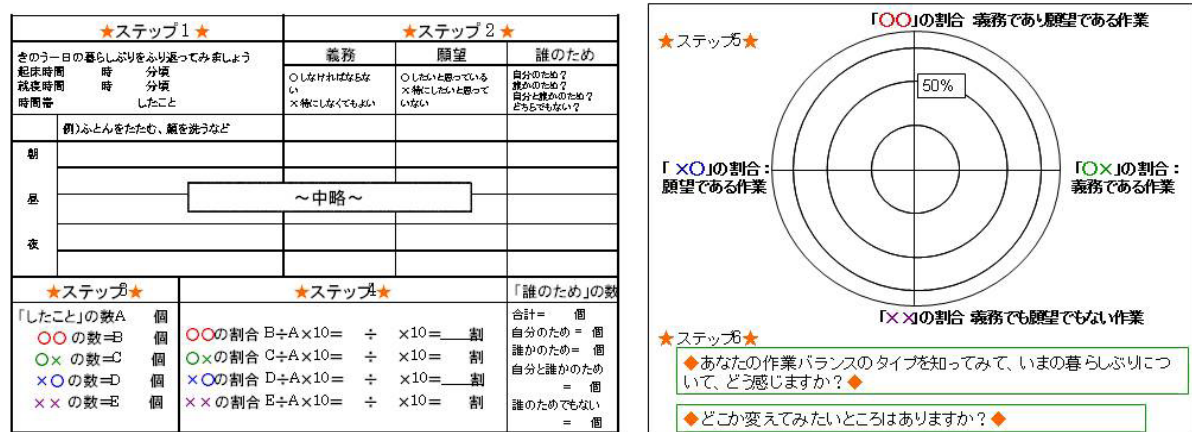 ★ステップ1★
★ステップ2★
きのう一日の暮らしぶりをふり返ってみましょう
起床時間 時 分頃
就寝時間 時 分頃
時間帯 したこと
義務
願望
誰のため
○しなければならな
い
×特にしなくてもよい
○したいと思っている
×特にしたいと思って
いない
自分のため?
誰かのため?
自分と誰かのため?
どちらでもない?
例)ふとんをたたむ、顔を洗うなど
朝
昼
夜
~中略~
★ステップ3★
「したこと」の数A 個
○○の数=B 個
○×の数=C 個
×○の数=D 個
××の数=E 個
★ステップ4★
○○の割合 B÷A×10= ÷ ×10=___割
○×の割合 C÷A×10= ÷ ×10= 割
×○の割合 D÷A×10= ÷ ×10=___割
××の割合 E÷A×10= ÷ ×10= 割
「誰のため」の数
合計= 個
自分のため= 個
誰かのため= 個
自分と誰かのため
= 個
誰のためでもない
= 個
★ステップ5★
「○○」の割合 義務であり願望である作業
50%
「×○」の割合:
願望である作業
「○×」の割合:
義務である作業
「××」の割合 義務でも願望でもない作業
★ステップ6★
◆あなたの作業バランスのタイプを知ってみて、いまの暮らしぶりにつ
いて、どう感じますか?◆
◆どこか変えてみたいところはありますか?◆